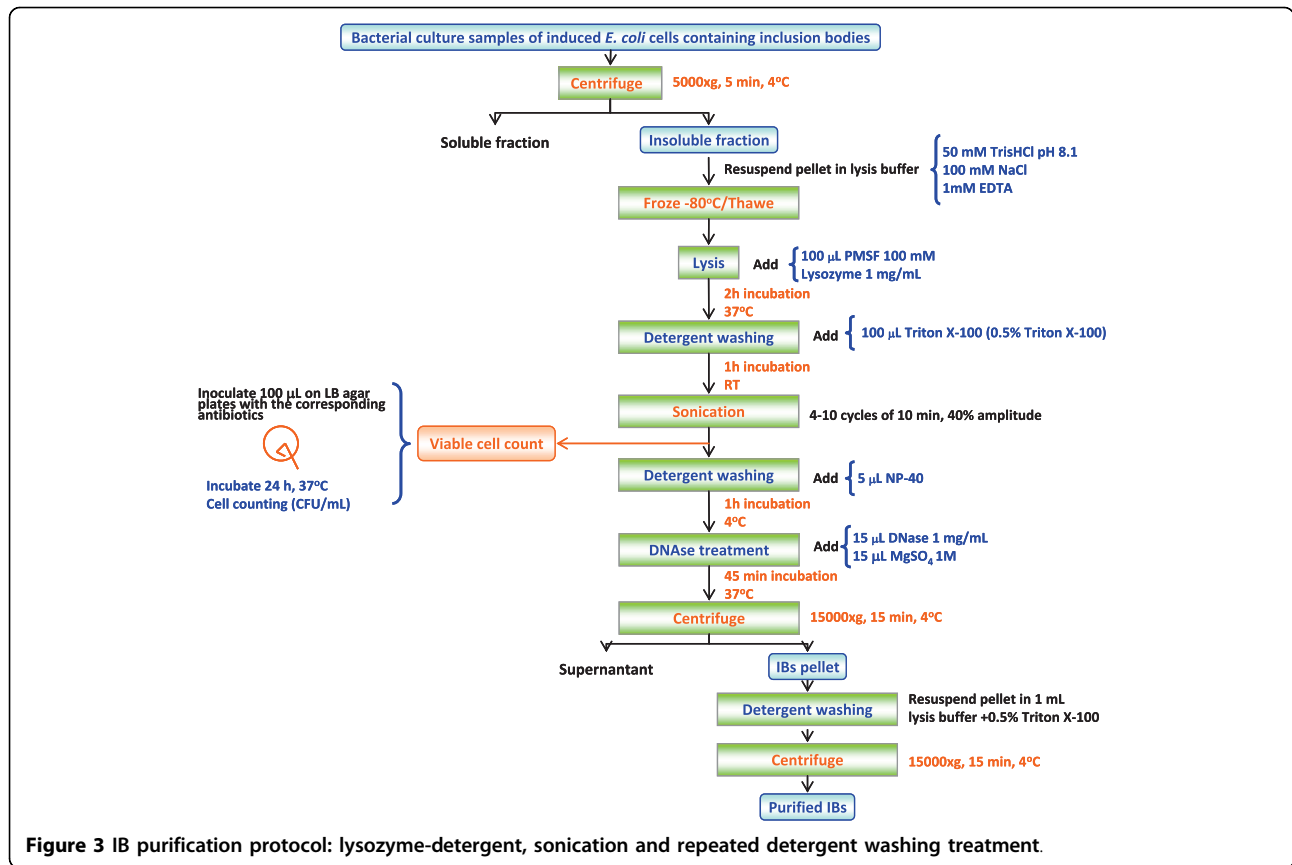 Bacterial culture samples of induced E. coli cells containing inclusion bodies
Centrifuge
5000xg, 5 min, 4ºC
Soluble fraction
Insoluble fraction
Resuspend pellet in lysis buffer
50 mM TrisHCl pH 8.1
100 mM NaCl
1mM EDTA
Froze -80ºC/Thawe
Lysis
Add
100 µL PMSF 100 mM
Lysozyme 1 mg/mL
2h incubation
37ºC
Detergent washing
Add
100 µL Triton X-100 (0.5% Triton X-100)
1h incubation
RT
Sonication
4-10 cycles of 10 min, 40% amplitude
Inoculate 100 µL on LB agar
plates with the corresponding
antibiotics
Incubate 24 h, 37ºC
Cell counting (CFU/mL)
Viable cell count
Detergent washing
Add
5 µL NP-40
1h incubation
4ºC
DNAse treatment
Add
15 µL DNase 1 mg/mL
15 µL MgSO₄ 1M
45 min incubation
37ºC
Centrifuge
15000xg, 15 min, 4ºC
Supernantant
IBs pellet
Detergent washing
Resuspend pellet in 1 mL
lysis buffer +0.5% Triton X-100
Centrifuge
15000xg, 15 min, 4ºC
Purified IBs
Figure 3 IB purification protocol: lysozyme-detergent, sonication and repeated detergent washing treatment.